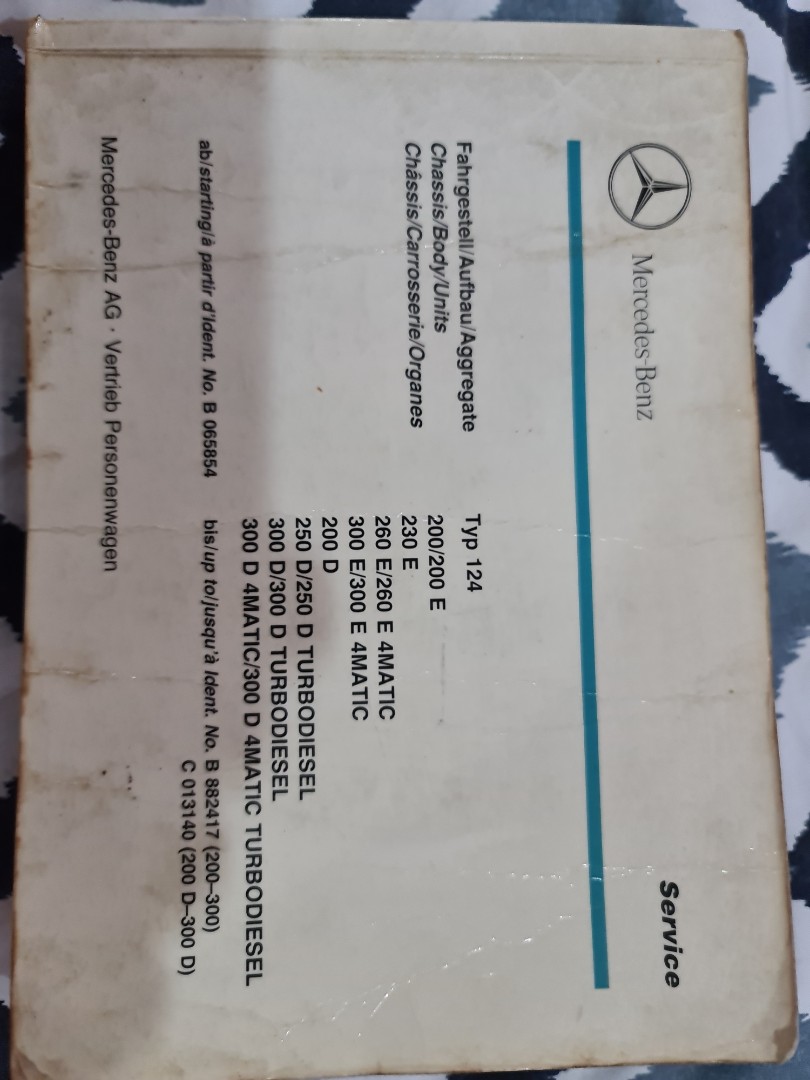 Mercedes-Benz
Service
Fahrgestell/Aufbau/Aggregate
Chassis/Body/Units
Châssis/Carrosserie/Organes
Typ 124
200/200 E
230 E
260 E/260 E 4MATIC
300 E/300 E 4MATIC
200 D
250 D/250 D TURBODIESEL
300 D/300 D TURBODIESEL
300 D 4MATIC/300 D 4MATIC TURBODIESEL
ab/starting/à partir d'Ident. No. B 065854
bis/up to/jusqu'à Ident. No. B 882417 (200–300)
C 013140 (200 D–300 D)
Mercedes-Benz AG · Vertrieb Personenwagen